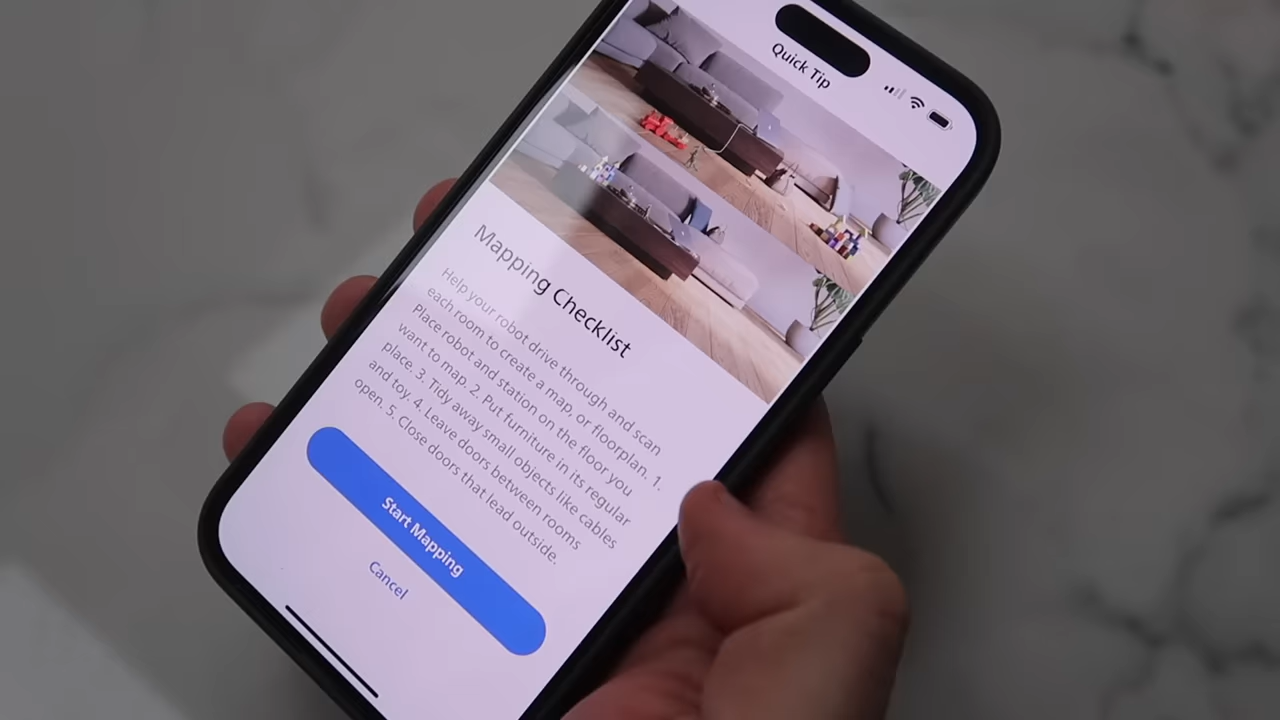 Quick Tip
Mapping Checklist
Help your robot drive through and scan
each room to create a map, or floorplan. 1.
Place robot and station on the floor you
want to map. 2. Put furniture in its regular
place. 3. Tidy away small objects like cables
and toy. 4. Leave doors between rooms
open. 5. Close doors that lead outside.
Start Mapping
Cancel